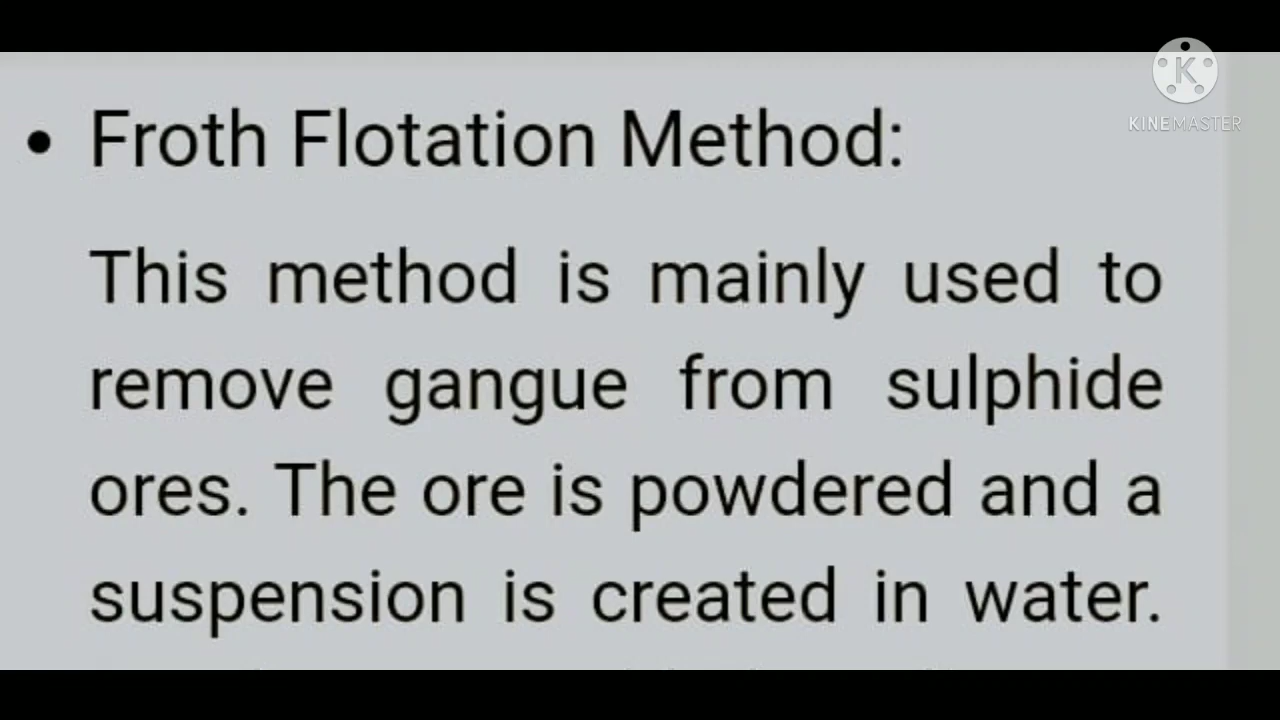 KINEMASTER
• Froth Flotation Method:
This method is mainly used to
remove gangue from sulphide
ores. The ore is powdered and a
suspension is created in water.